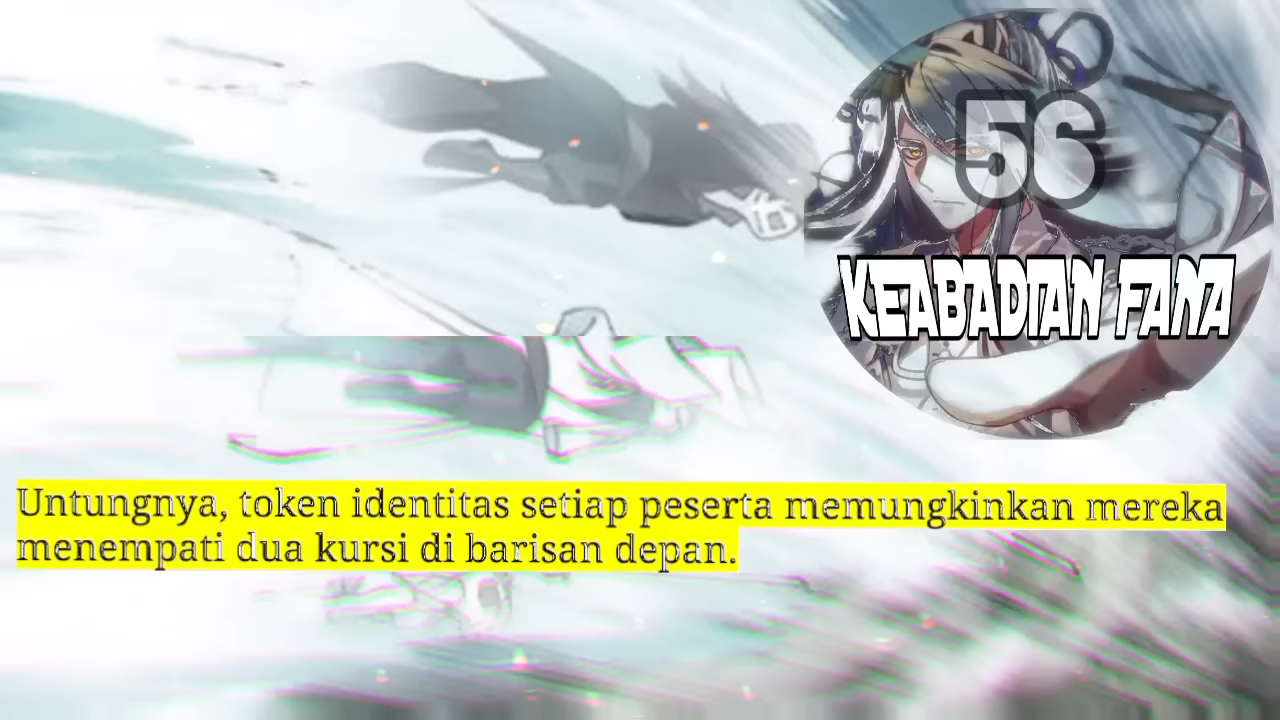 56
KEABADIAN FANA
Untungnya, token identitas setiap peserta memungkinkan mereka
menempati dua kursi di barisan depan.